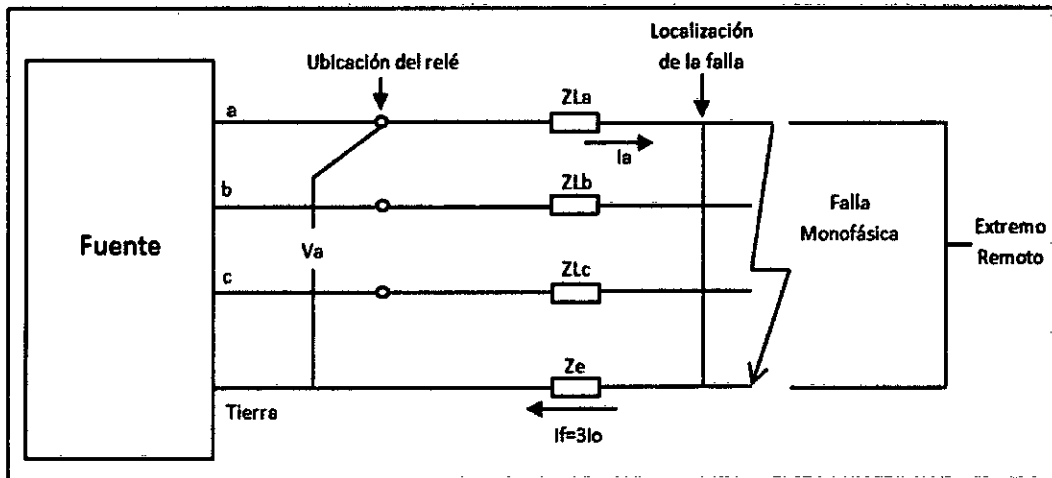 Localización
de la falla
Ubicación del relé
a
ZLa
Ia
b
ZLb
Fuente
Va
Falla
Monofásica
Extremo
Remoto
c
ZLc
Ze
Tierra
If=3Io